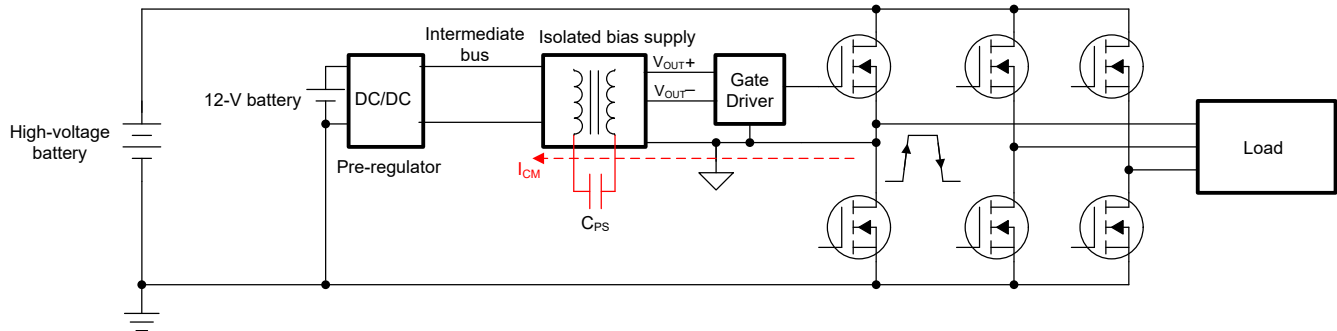 Intermediate
bus
Isolated bias supply
VOUT+
VOUT−
Gate
Driver
12-V battery
DC/DC
High-voltage
battery
Pre-regulator
ICM
CPS
Load